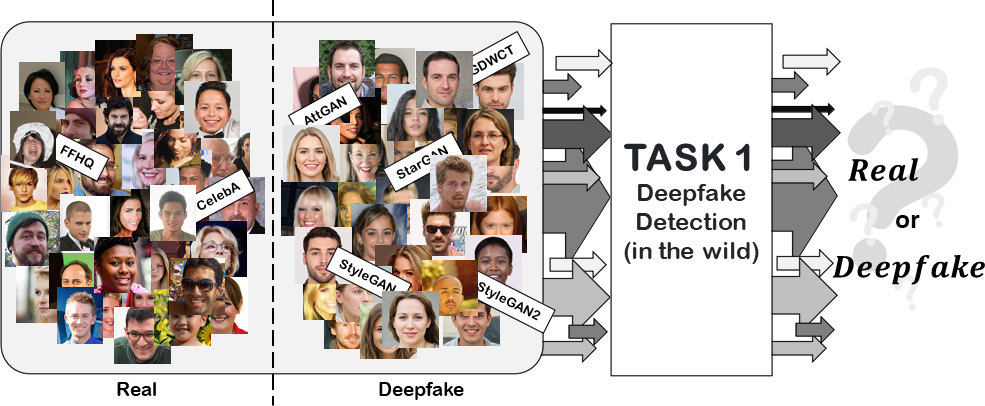 GDWCT
AttGAN
StarGAN
FFHQ
CelebA
StyleGAN
StyleGAN2
TASK 1
Deepfake
Detection
(in the wild)
Real
or
Deepfake
Real
Deepfake